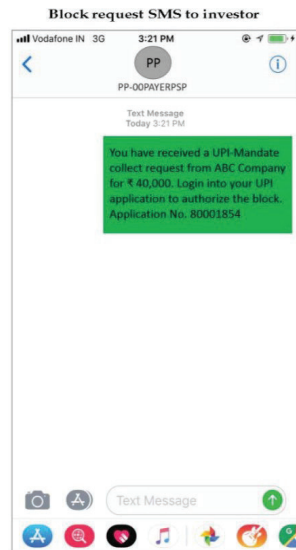 Block request SMS to investor
Vodafone IN 3G 3:21 PM
PP
PP-OOPAYERPSP
Text Message
Today 3:21 PM
You have received a UPI-Mandate
collect request from ABC Company
for ₹ 40,000. Login into your UPI
application to authorize the block.
Application No. 80001854
Text Message